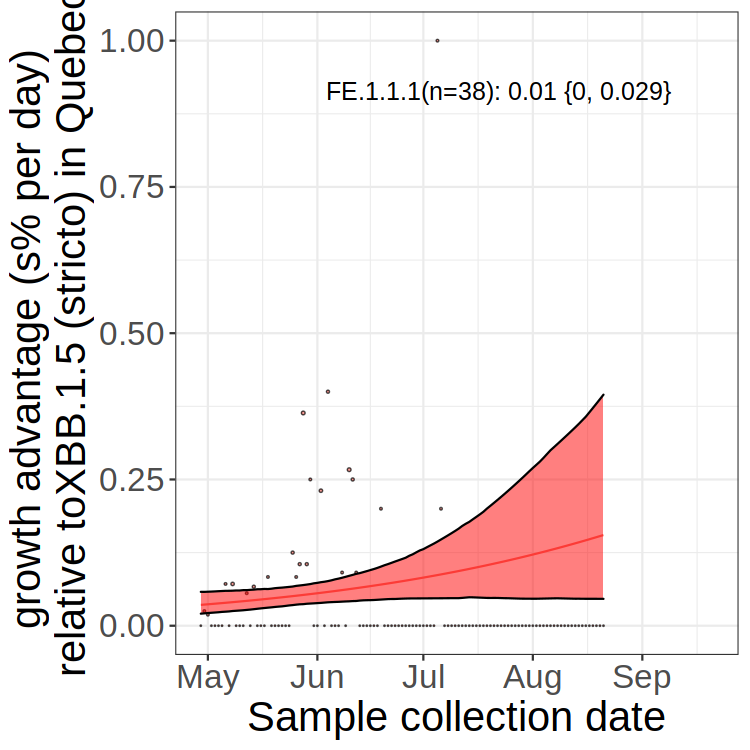 growth advantage (s% per day)
relative toXBB.1.5 (stricto) in Quebec
1.00
0.75
0.50
0.25
0.00
FE.1.1.1(n=38): 0.01 {0, 0.029}
May Jun Jul Aug Sep
Sample collection date